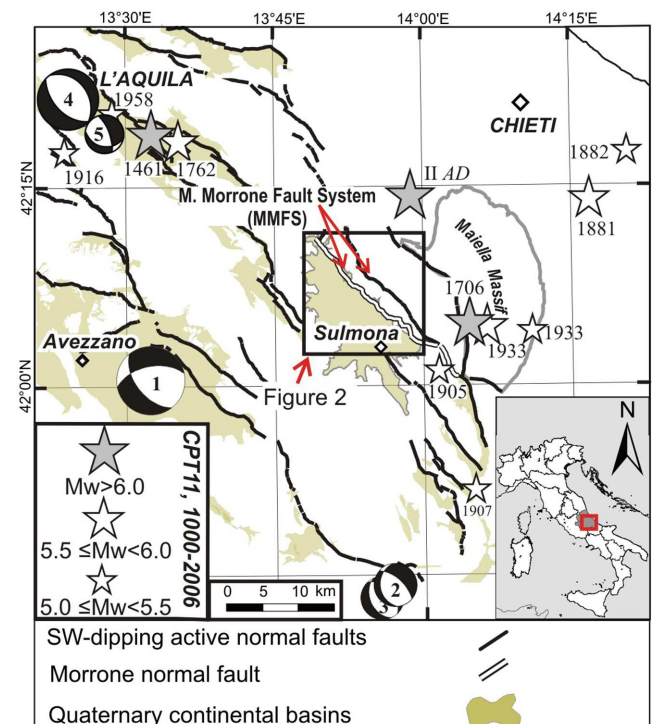 13°30'E
13°45'E
14°00'E
14°15'E
L'AQUILA
4
1958
5
CHIETI
1461
1762
1916
1882
42°15'N
II AD
M. Morrone Fault System
(MMFS)
1881
Maiella Massif
1706
Avezzano
Sulmona
1933
1933
1
42°00'N
1905
Figure 2
N
CPT11, 1000-2006
Mw>6.0
1907
5.5 ≤Mw<6.0
5.0 ≤Mw<5.5
0 5 10 km
2
3
SW-dipping active normal faults
Morrone normal fault
Quaternary continental basins